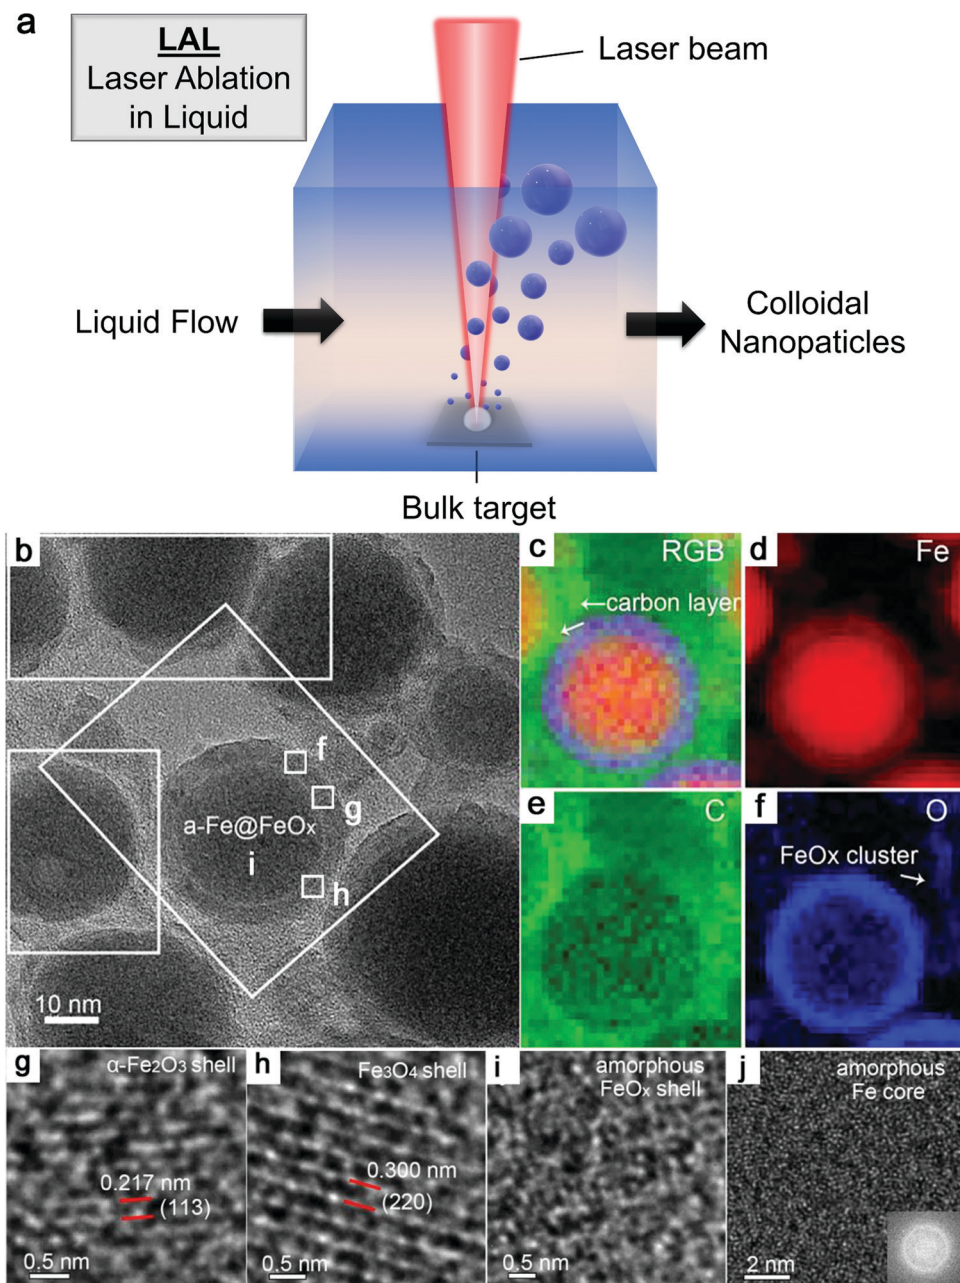 a
LAL
Laser Ablation
in Liquid
Laser beam
Liquid Flow
Colloidal
Nanopaticles
Bulk target
b
f
g
a-Fe@FeOx
i
h
10 nm
c
RGB
carbon layer
d
Fe
e
C
f
O
FeOx cluster
g
α-Fe2O3 shell
0.217 nm
(113)
0.5 nm
h
Fe3O4 shell
0.300 nm
(220)
0.5 nm
i
amorphous
FeOx shell
0.5 nm
j
amorphous
Fe core
2 nm